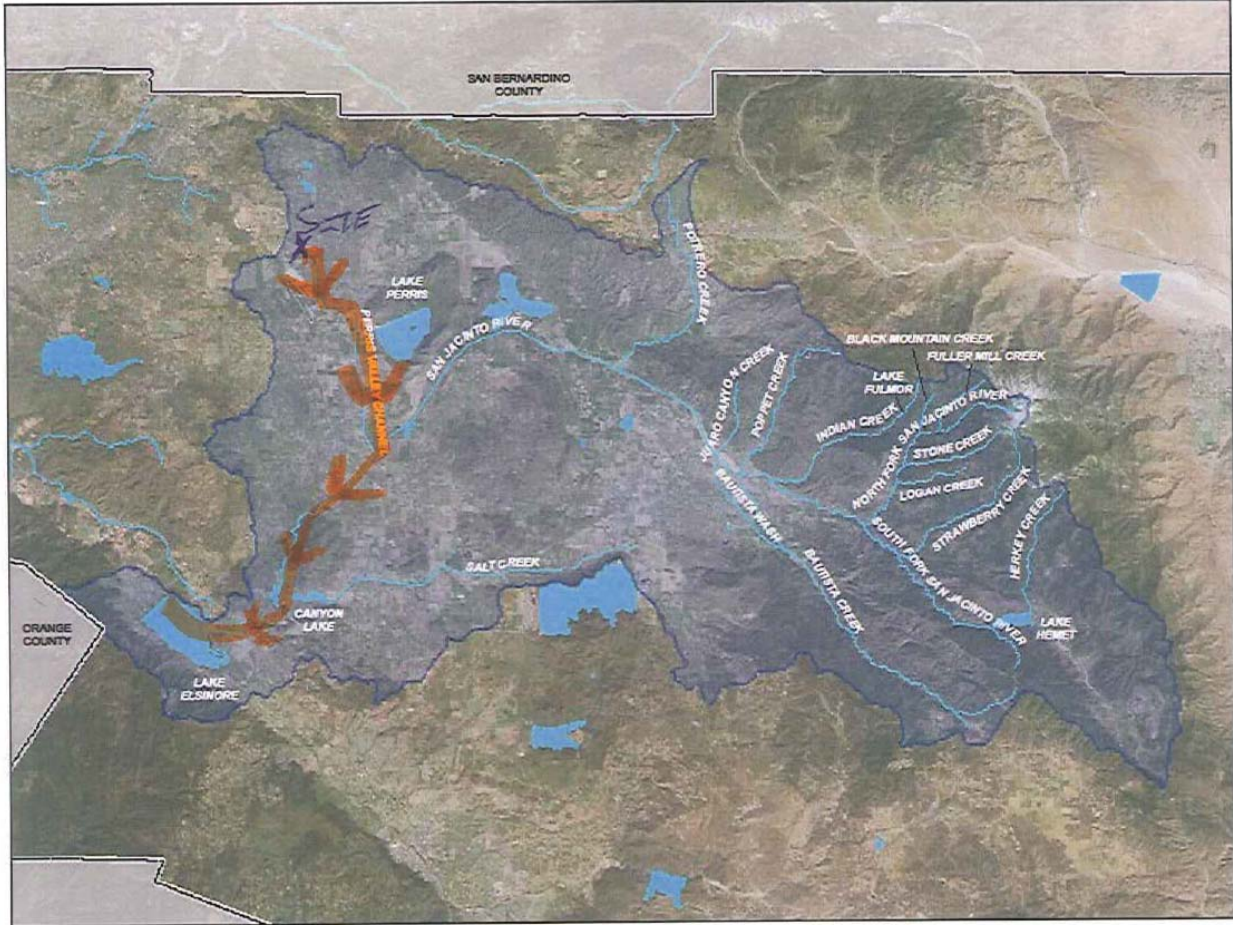 SAN BERNARDINO
COUNTY
SITE
LAKE
PERRIS
PERRIS VALLEY CHANNEL
SAN JACINTO RIVER
POTRERO CREEK
BLACK MOUNTAIN CREEK
FULLER MILL CREEK
LAKE
FULMOR
JUARO CANYON CREEK
POPPET CREEK
INDIAN CREEK
NORTH FORK SAN JACINTO RIVER
STONE CREEK
LOGAN CREEK
STRAWBERRY CREEK
HERKEY CREEK
SOUTH FORK SAN JACINTO RIVER
BAUTISTA WASH
BAUTISTA CREEK
SALT CREEK
CANYON
LAKE
LAKE
HEMET
ORANGE
COUNTY
LAKE
ELSINORE